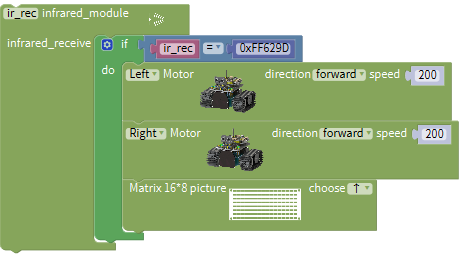 ir_rec infrared_module
infrared_receive if ir_rec = 0xFF629D
do Left Motor direction forward speed 200
Right Motor direction forward speed 200
Matrix 16*8 picture choose ↑